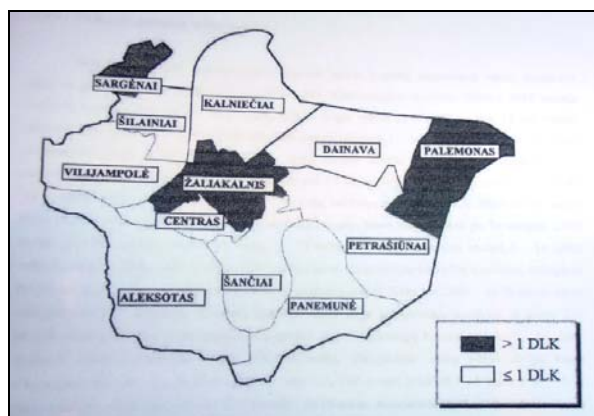 SARGĖNAI
KALNIEČIAI
ŠILAINIAI
DAINAVA
PALEMONAS
VILIJAMPOLĖ
ŽALIAKALNIS
CENTRAS
PETRAŠIŪNAI
ŠANČIAI
ALEKSOTAS
PANEMUNĖ
> 1 DLK
≤ 1 DLK